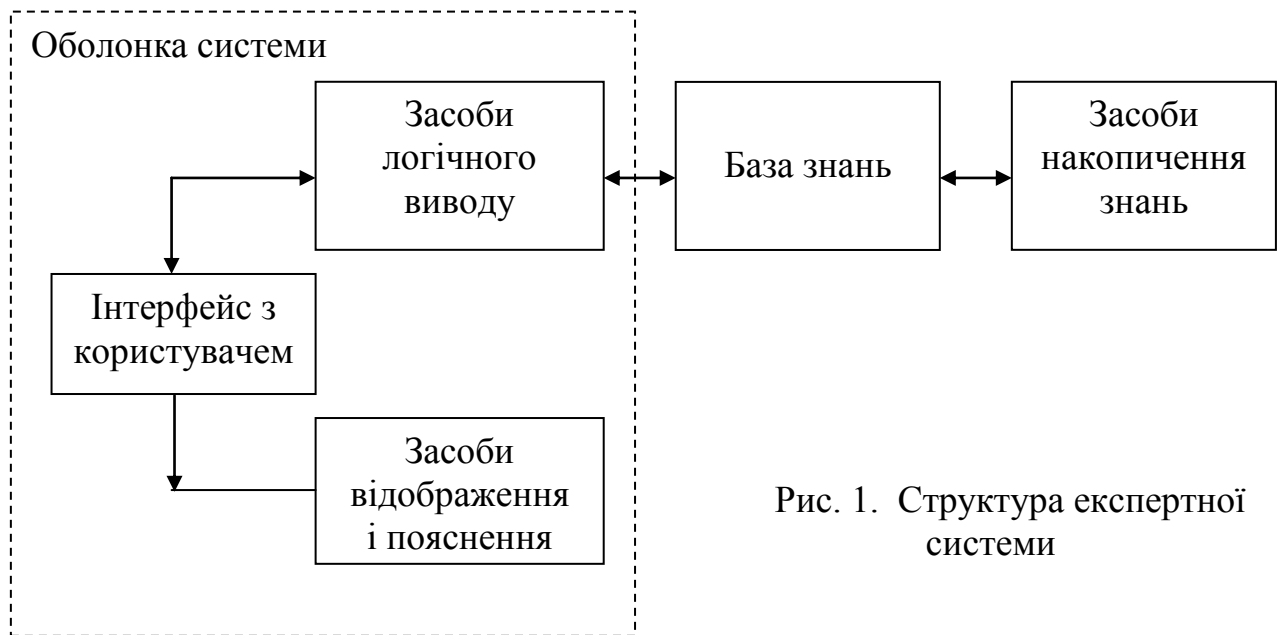 Оболонка системи
Засоби
логічного
виводу
База знань
Засоби
накопичення
знань
Інтерфейс з
користувачем
Засоби
відображення
і пояснення
Рис. 1. Структура експертної
системи